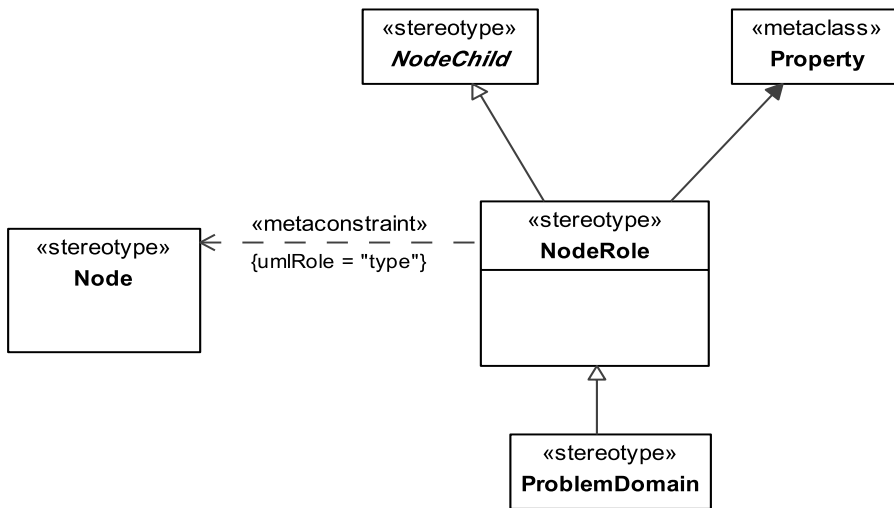 «stereotype»
NodeChild
«metaclass»
Property
«metaconstraint»
{umlRole = "type"}
«stereotype»
Node
«stereotype»
NodeRole
«stereotype»
ProblemDomain